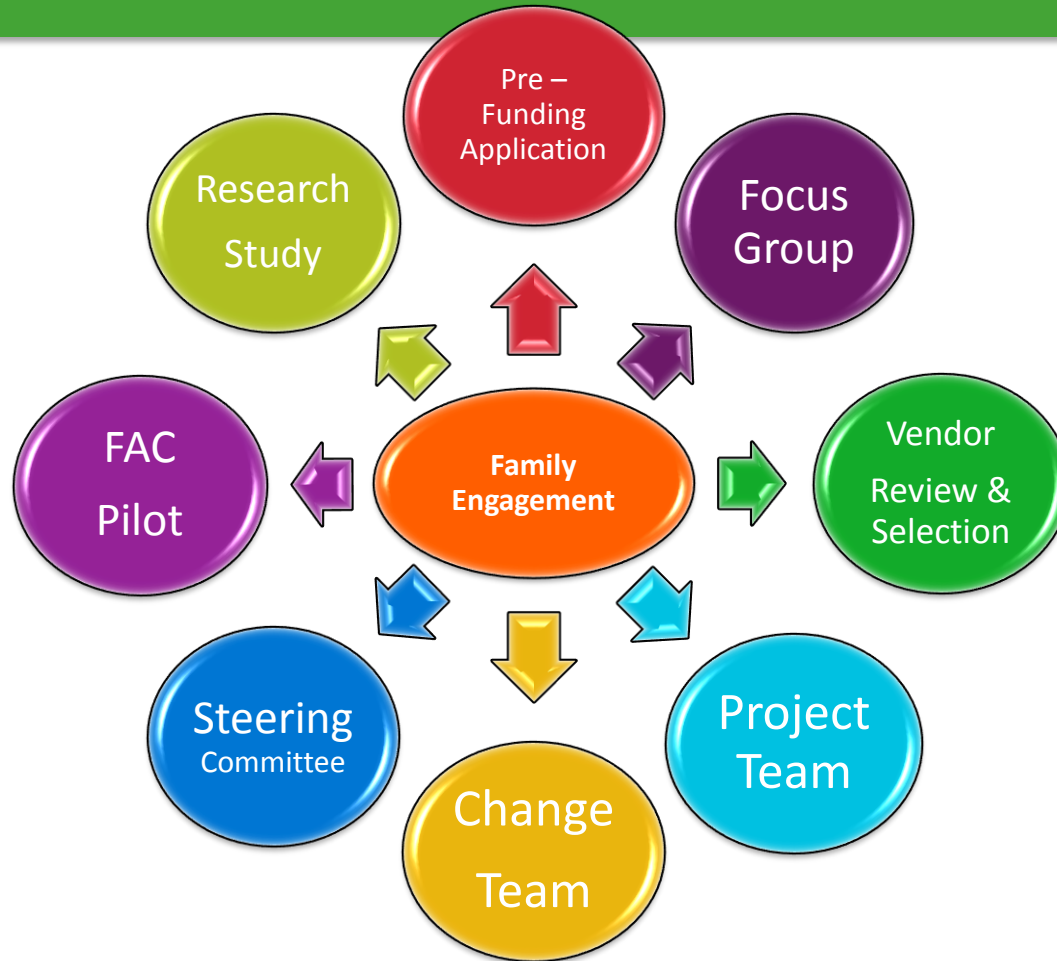 Pre –
Funding
Application
Focus
Group
Vendor
Review &
Selection
Project
Team
Change
Team
Steering
Committee
FAC
Pilot
Research
Study
Family
Engagement